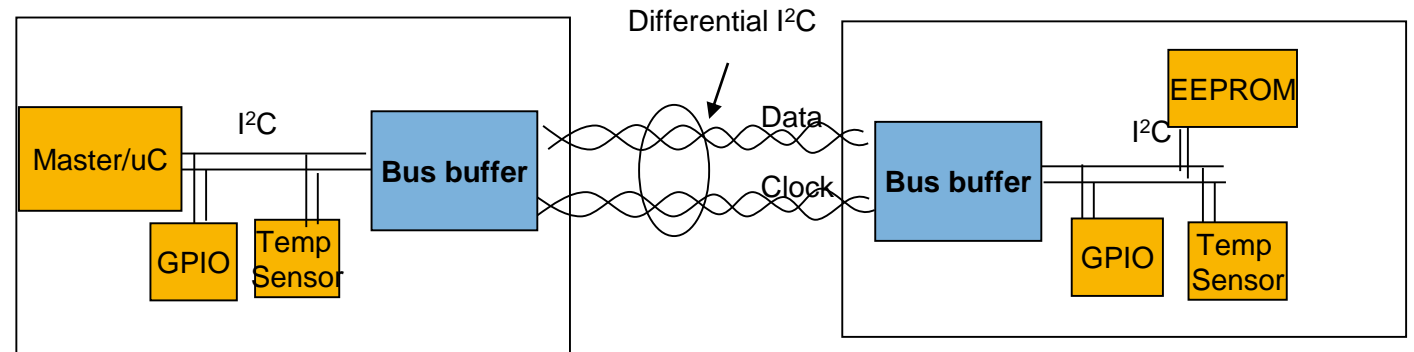 Differential I²C
I²C
Master/uC
Bus buffer
GPIO
Temp
Sensor
Data
Clock
Bus buffer
EEPROM
I²C
GPIO
Temp
Sensor